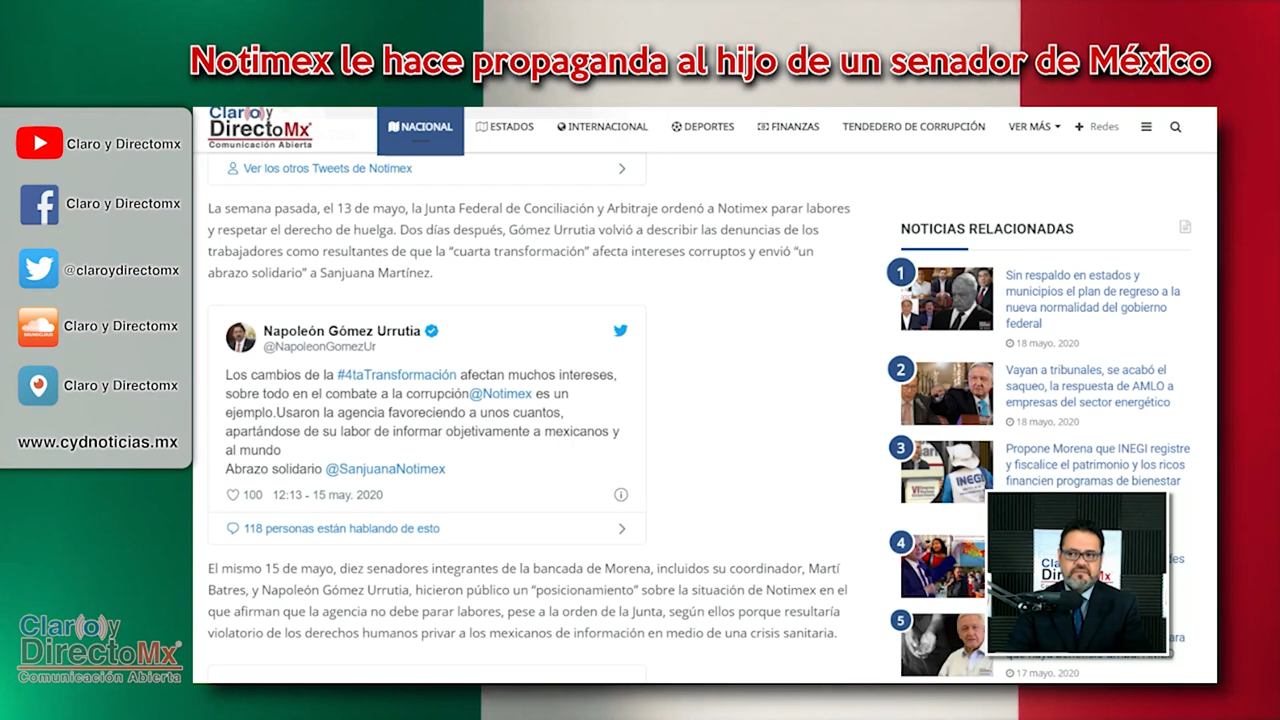 Notimex le hace propaganda al hijo de un senador de México
Claro y Directomx
Claro y Directomx
@claroydirectomx
SOUNDCLOUD
Claro y Directomx
Claro y Directomx
www.cydnoticias.mx
Claro y
DirectoMx
Comunicación Abierta
Claro y
DirectoMx
Comunicación Abierta
NACIONAL
ESTADOS
INTERNACIONAL
DEPORTES
FINANZAS
TENDEDERO DE CORRUPCIÓN
VER MÁS
Redes
Ver los otros Tweets de Notimex
La semana pasada, el 13 de mayo, la Junta Federal de Conciliación y Arbitraje ordenó a Notimex parar labores
y respetar el derecho de huelga. Dos días después, Gómez Urrutia volvió a describir las denuncias de los
trabajadores como resultantes de que la “cuarta transformación” afecta intereses corruptos y envió “un
abrazo solidario” a Sanjuana Martínez.
Napoleón Gómez Urrutia
@NapoleonGomezUr
Los cambios de la #4taTransformación afectan muchos intereses,
sobre todo en el combate a la corrupción@Notimex es un
ejemplo.Usaron la agencia favoreciendo a unos cuantos,
apartándose de su labor de informar objetivamente a mexicanos y
al mundo
Abrazo solidario @SanjuanaNotimex
100 12:13 - 15 may. 2020
118 personas están hablando de esto
El mismo 15 de mayo, diez senadores integrantes de la bancada de Morena, incluidos su coordinador, Martí
Batres, y Napoleón Gómez Urrutia, hicieron público un “posicionamiento” sobre la situación de Notimex en el
que afirman que la agencia no debe parar labores, pese a la orden de la Junta, según ellos porque resultaría
violatorio de los derechos humanos privar a los mexicanos de información en medio de una crisis sanitaria.
NOTICIAS RELACIONADAS
1
Sin respaldo en estados y
municipios el plan de regreso a la
nueva normalidad del gobierno
federal
18 mayo, 2020
2
Vayan a tribunales, se acabó el
saqueo, la respuesta de AMLO a
empresas del sector energético
18 mayo, 2020
3
INEGI
Propone Morena que INEGI registre
y fiscalice el patrimonio y los ricos
financien programas de bienestar
4
5
17 mayo, 2020